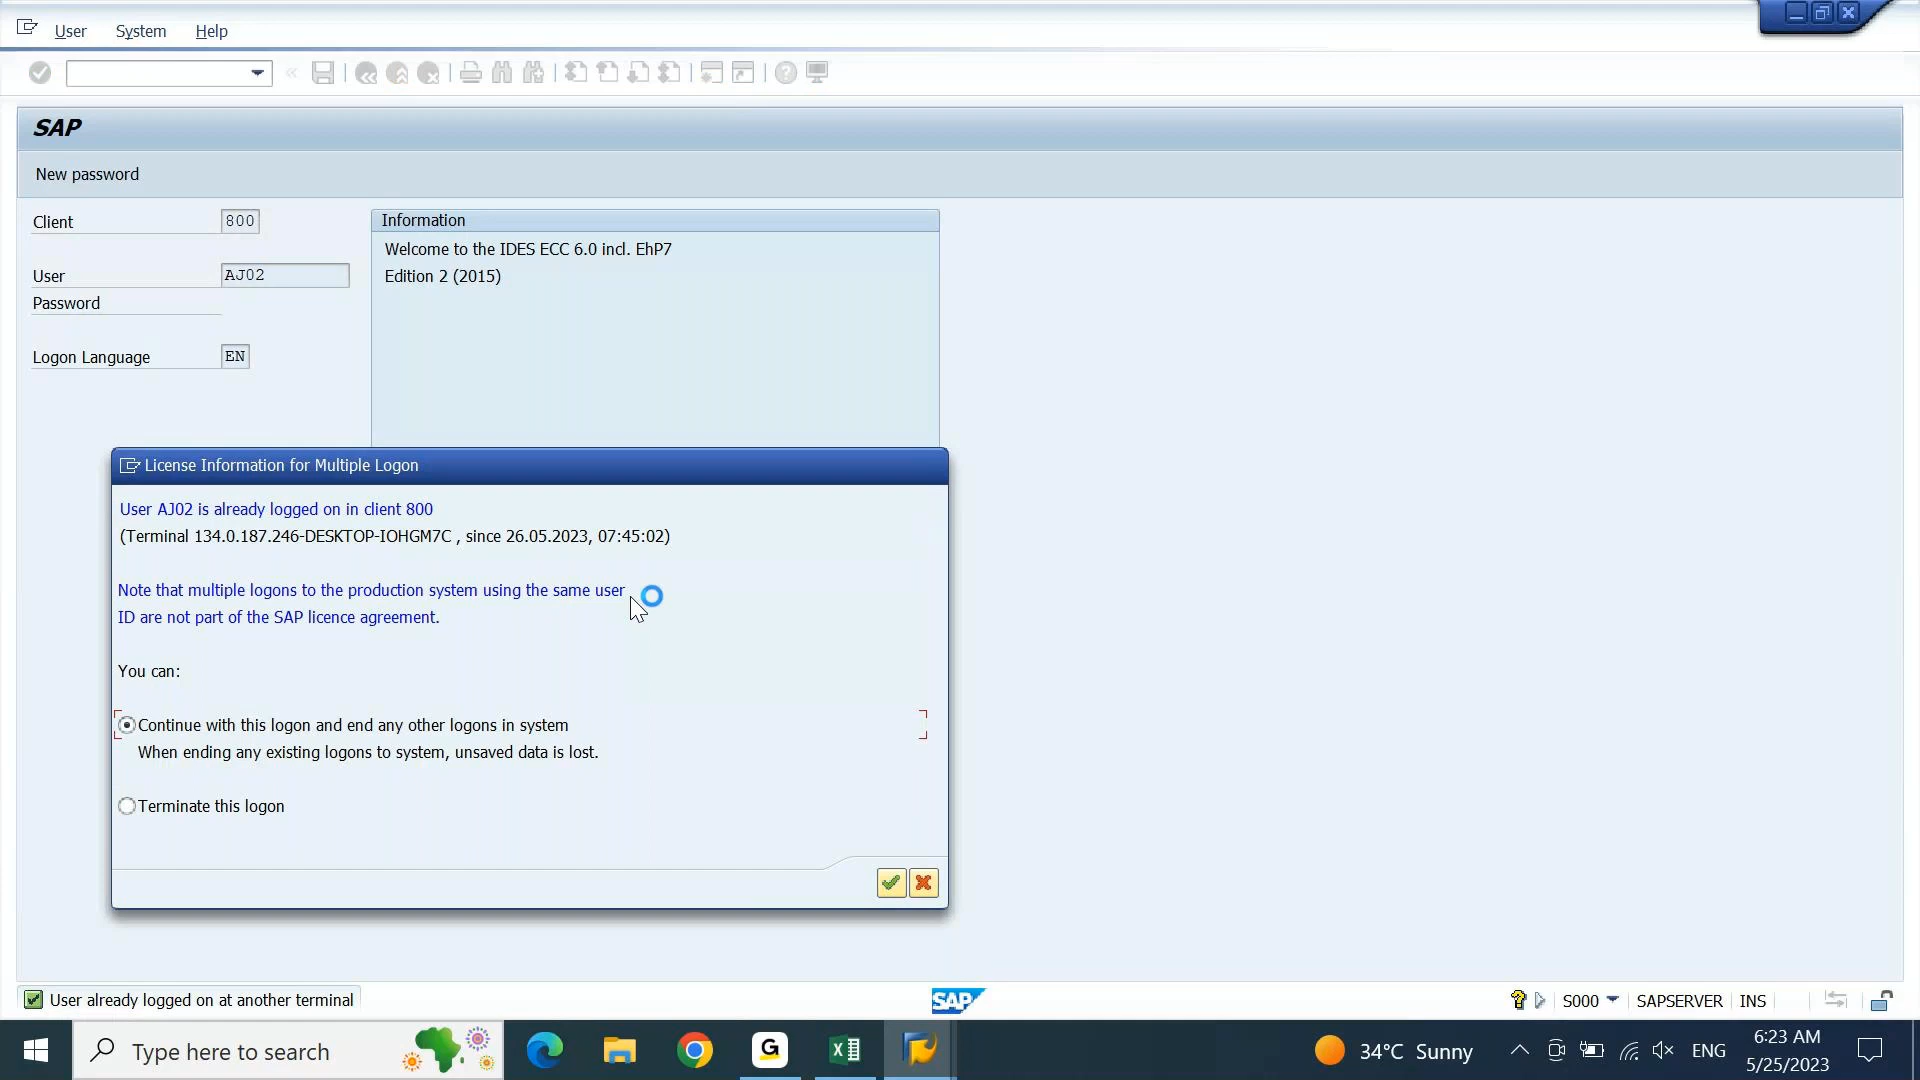 User System Help
SAP
New password
Client 800
User AJ02
Password
Logon Language EN
Information
Welcome to the IDES ECC 6.0 incl. EhP7
Edition 2 (2015)
License Information for Multiple Logon
User AJ02 is already logged on in client 800
(Terminal 134.0.187.246-DESKTOP-IOHGM7C , since 26.05.2023, 07:45:02)
Note that multiple logons to the production system using the same user
ID are not part of the SAP licence agreement.
You can:
Continue with this logon and end any other logons in system
When ending any existing logons to system, unsaved data is lost.
Terminate this logon
User already logged on at another terminal
SAP
S000 SAPSERVER INS
Type here to search
G
34°C Sunny
ENG
6:23 AM
5/25/2023